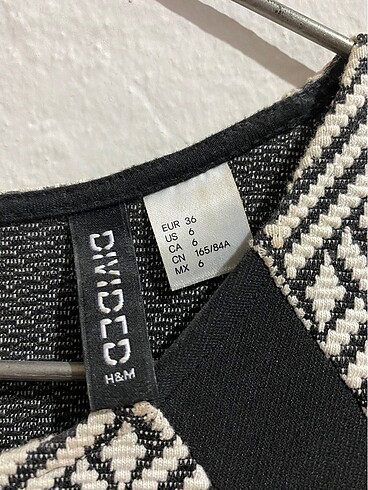 DIVIDED
H&M
EUR 36
US 6
CA 6
CN 165/84A
MX 6